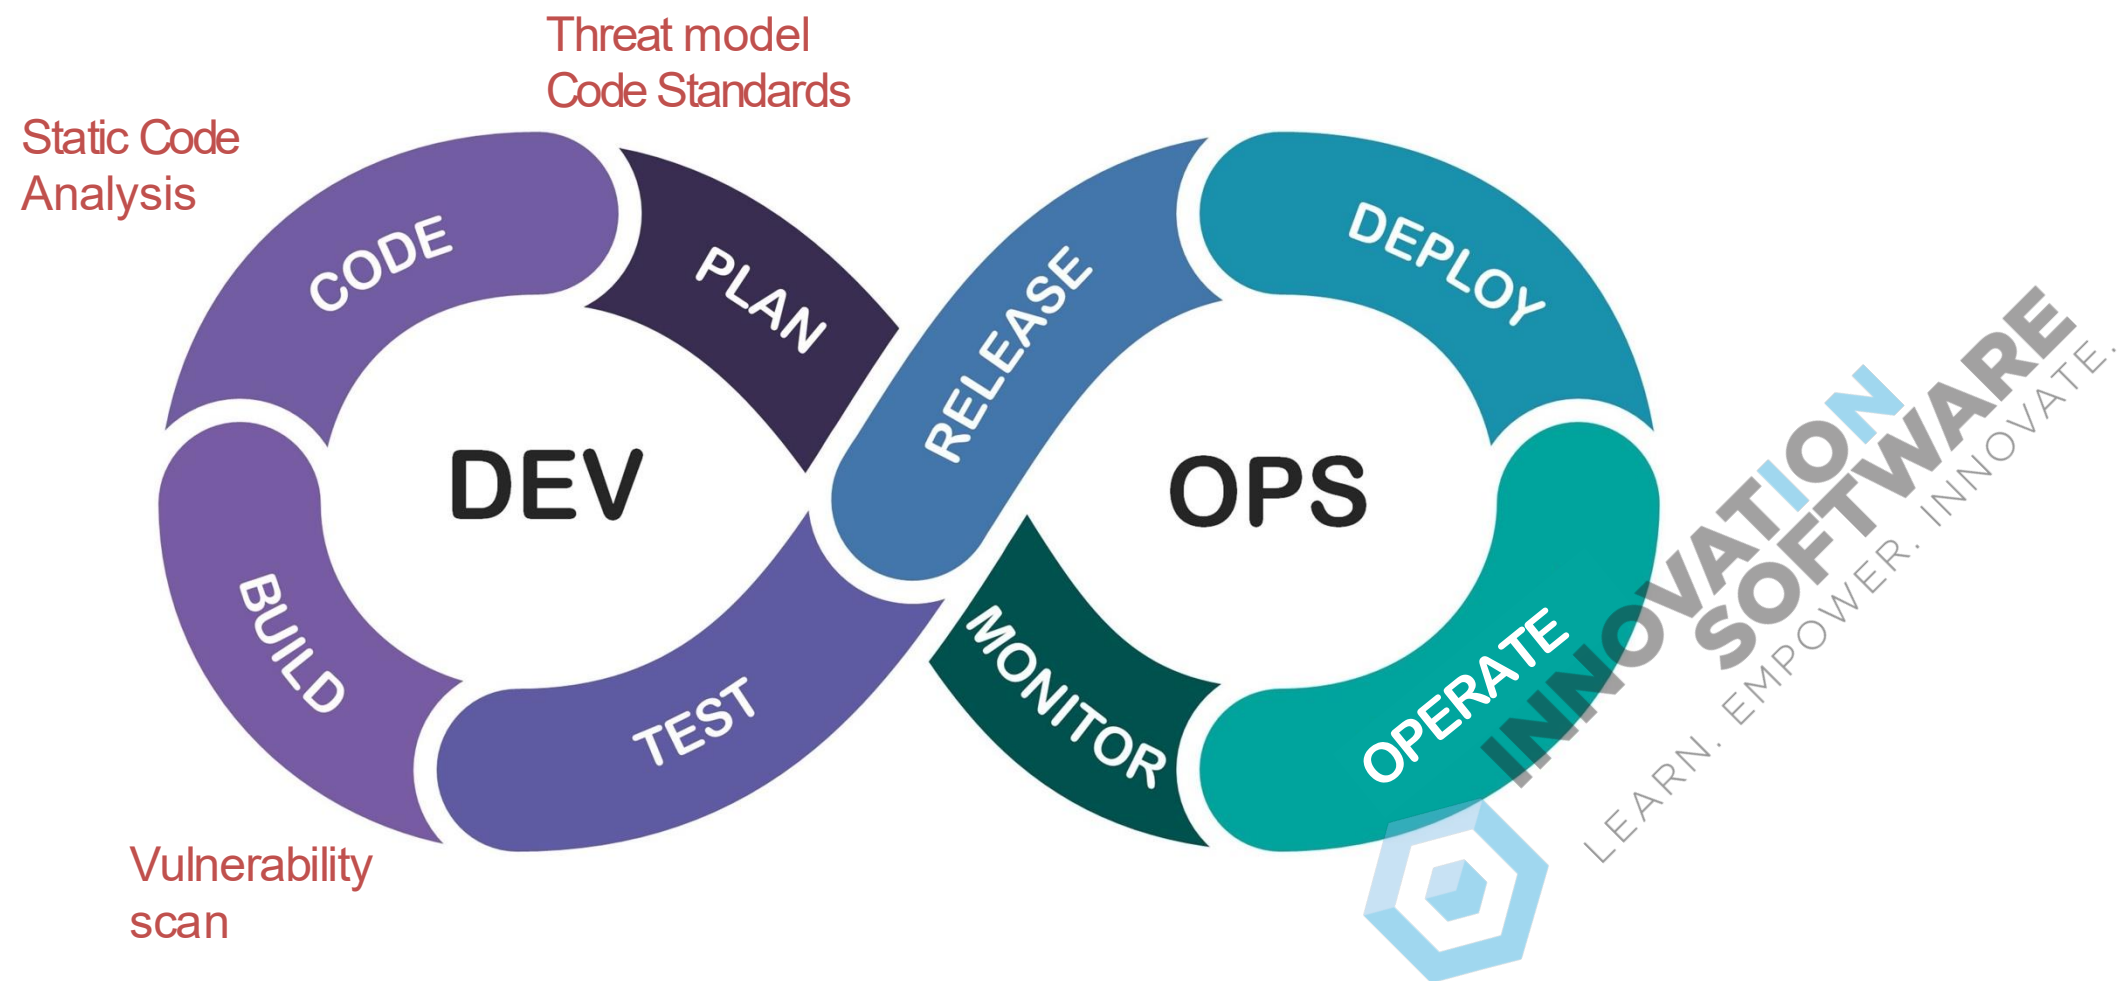 Threat model
Code Standards
Static Code
Analysis
CODE
PLAN
RELEASE
DEPLOY
DEV
OPS
BUILD
TEST
MONITOR
OPERATE
Vulnerability
scan
INNOVATION
SOFTWARE
LEARN. EMPOWER. INNOVATE.